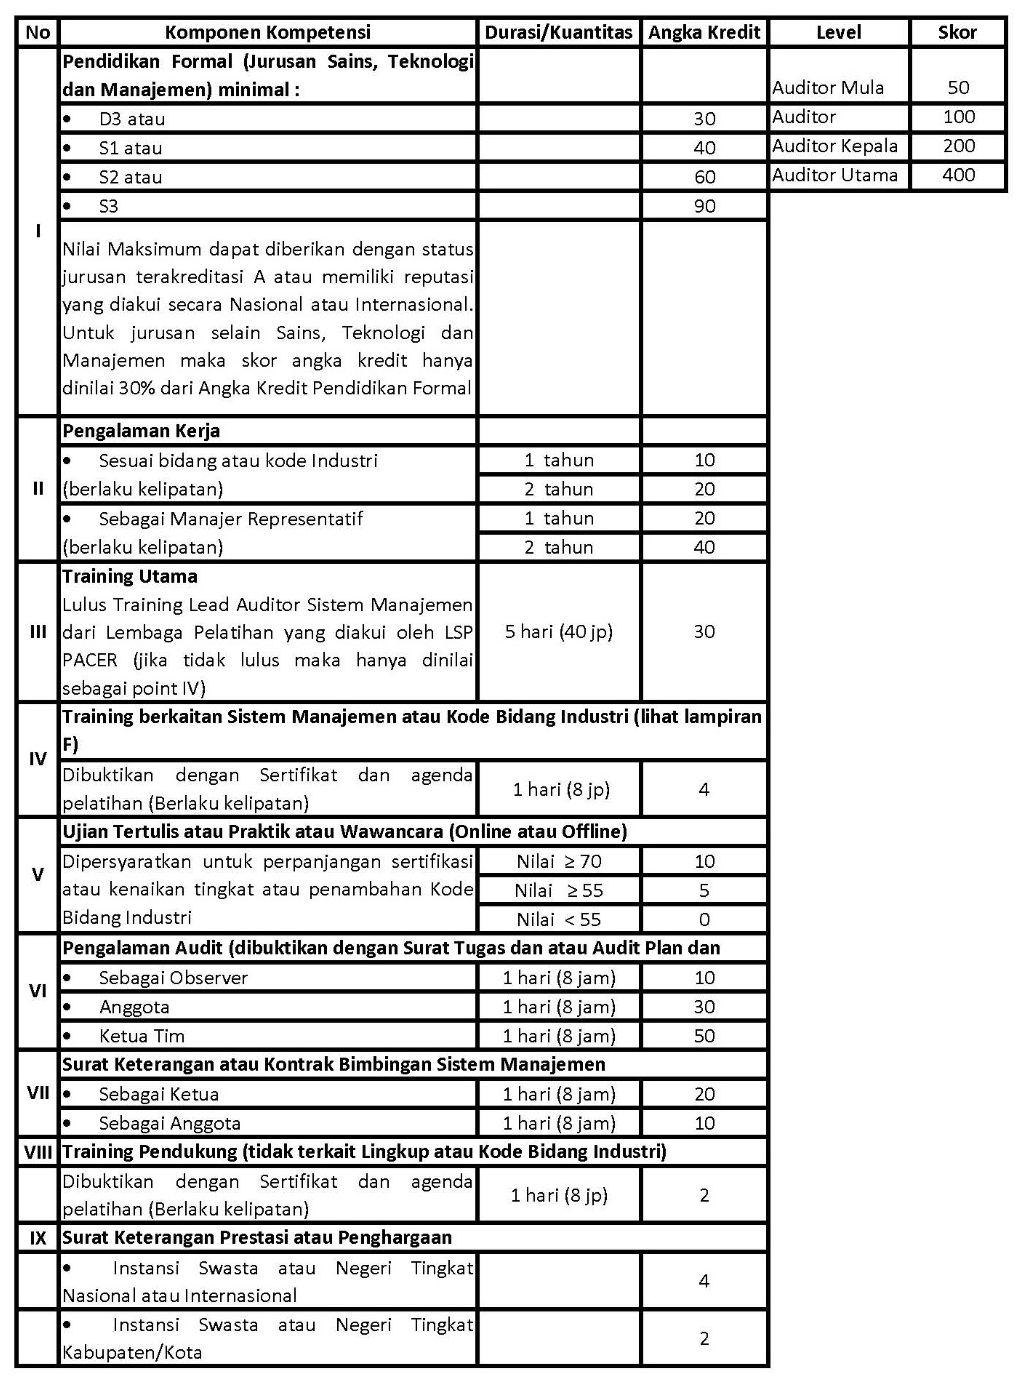 No Komponen Kompetensi Durasi/Kuantitas Angka Kredit Level Skor
Pendidikan Formal (Jurusan Sains, Teknologi
dan Manajemen) minimal : Auditor Mula 50
• D3 atau 30 Auditor 100
• S1 atau 40 Auditor Kepala 200
• S2 atau 60 Auditor Utama 400
• S3 90
I
Nilai Maksimum dapat diberikan dengan status
jurusan terakreditasi A atau memiliki reputasi
yang diakui secara Nasional atau Internasional.
Untuk jurusan selain Sains, Teknologi dan
Manajemen maka skor angka kredit hanya
dinilai 30% dari Angka Kredit Pendidikan Formal
Pengalaman Kerja
• Sesuai bidang atau kode Industri 1 tahun 10
II (berlaku kelipatan) 2 tahun 20
• Sebagai Manajer Representatif 1 tahun 20
(berlaku kelipatan) 2 tahun 40
Training Utama
Lulus Training Lead Auditor Sistem Manajemen
III dari Lembaga Pelatihan yang diakui oleh LSP 5 hari (40 jp) 30
PACER (jika tidak lulus maka hanya dinilai
sebagai point IV)
Training berkaitan Sistem Manajemen atau Kode Bidang Industri (lihat lampiran
F)
IV
Dibuktikan dengan Sertifikat dan agenda
pelatihan (Berlaku kelipatan) 1 hari (8 jp) 4
Ujian Tertulis atau Praktik atau Wawancara (Online atau Offline)
V Dipersyaratkan untuk perpanjangan sertifikasi Nilai ≥ 70 10
atau kenaikan tingkat atau penambahan Kode Nilai ≥ 55 5
Bidang Industri Nilai < 55 0
Pengalaman Audit (dibuktikan dengan Surat Tugas dan atau Audit Plan dan
VI • Sebagai Observer 1 hari (8 jam) 10
• Anggota 1 hari (8 jam) 30
• Ketua Tim 1 hari (8 jam) 50
Surat Keterangan atau Kontrak Bimbingan Sistem Manajemen
VII • Sebagai Ketua 1 hari (8 jam) 20
• Sebagai Anggota 1 hari (8 jam) 10
VIII Training Pendukung (tidak terkait Lingkup atau Kode Bidang Industri)
Dibuktikan dengan Sertifikat dan agenda
pelatihan (Berlaku kelipatan) 1 hari (8 jp) 2
IX Surat Keterangan Prestasi atau Penghargaan
• Instansi Swasta atau Negeri Tingkat
Nasional atau Internasional 4
• Instansi Swasta atau Negeri Tingkat
Kabupaten/Kota 2